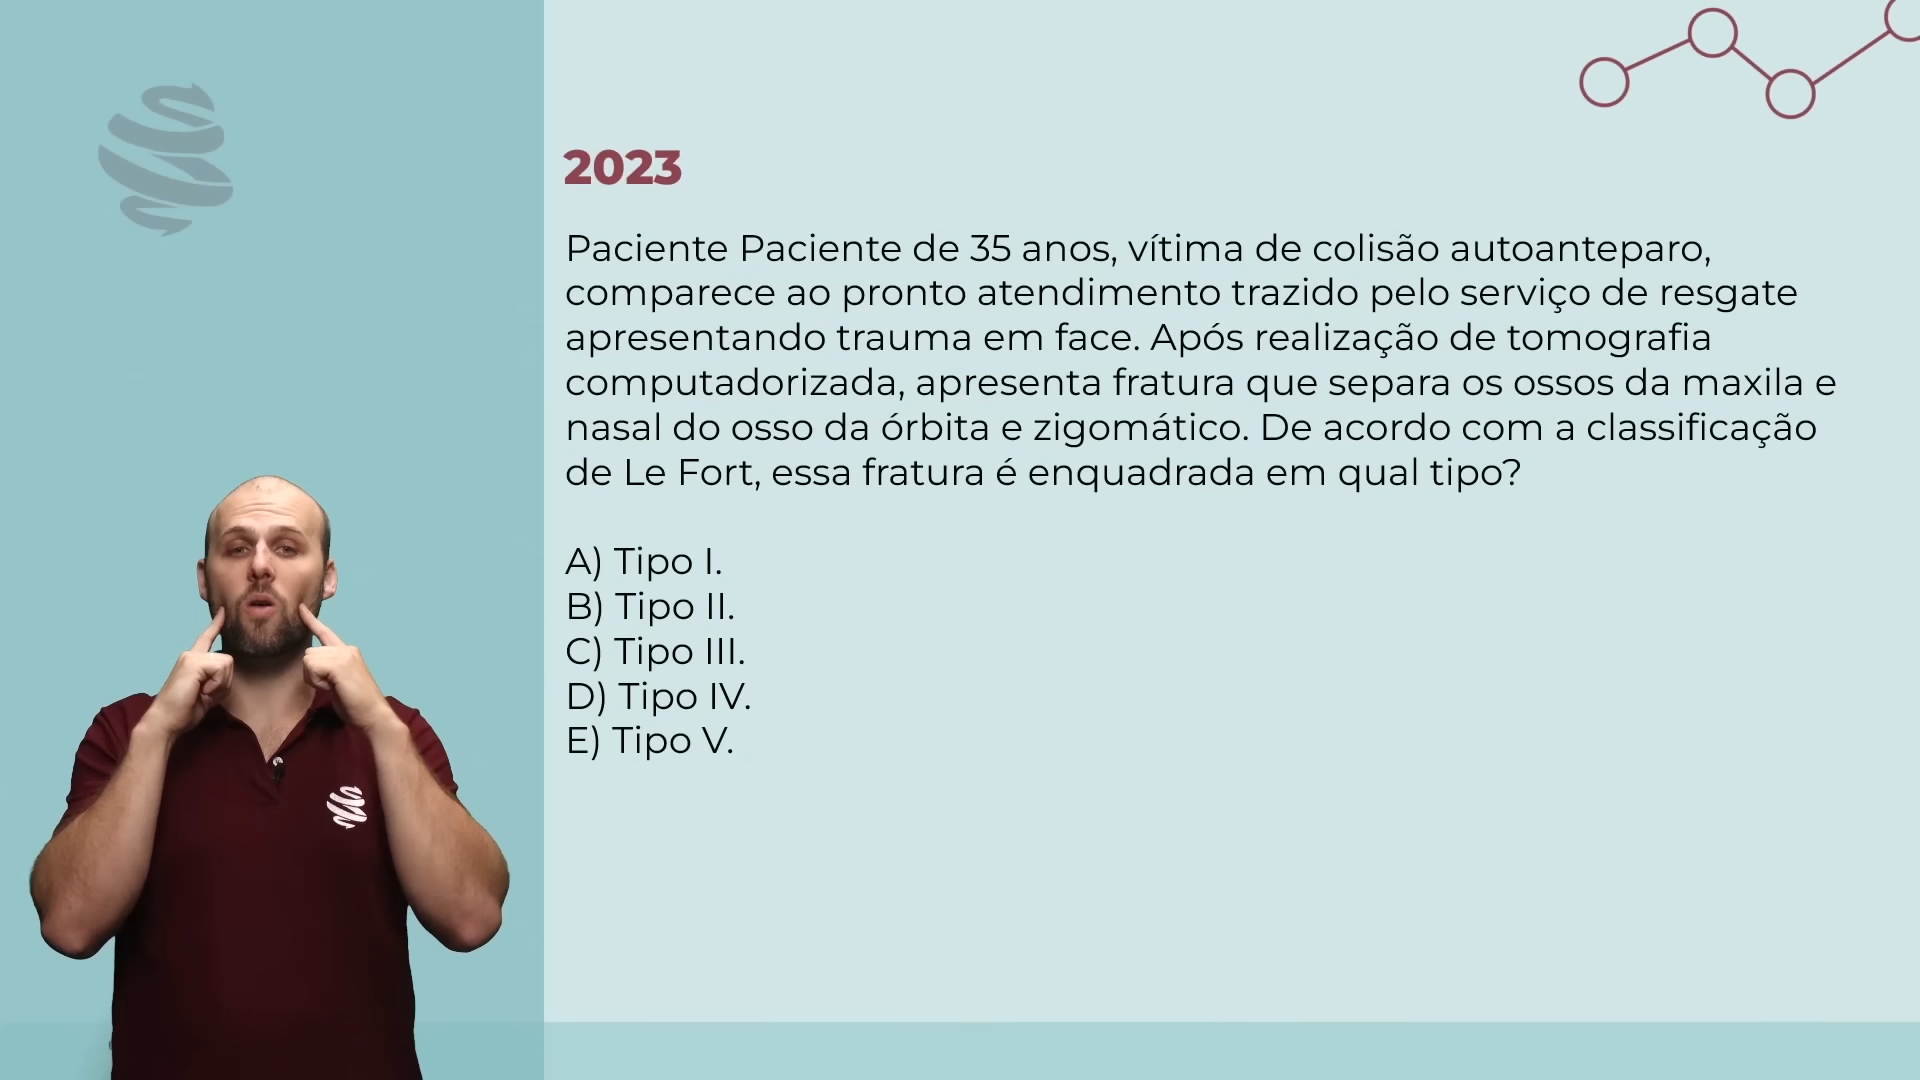 2023
Paciente Paciente de 35 anos, vítima de colisão autoanteparo,
comparece ao pronto atendimento trazido pelo serviço de resgate
apresentando trauma em face. Após realização de tomografia
computadorizada, apresenta fratura que separa os ossos da maxila e
nasal do osso da órbita e zigomático. De acordo com a classificação
de Le Fort, essa fratura é enquadrada em qual tipo?
A) Tipo I.
B) Tipo II.
C) Tipo III.
D) Tipo IV.
E) Tipo V.